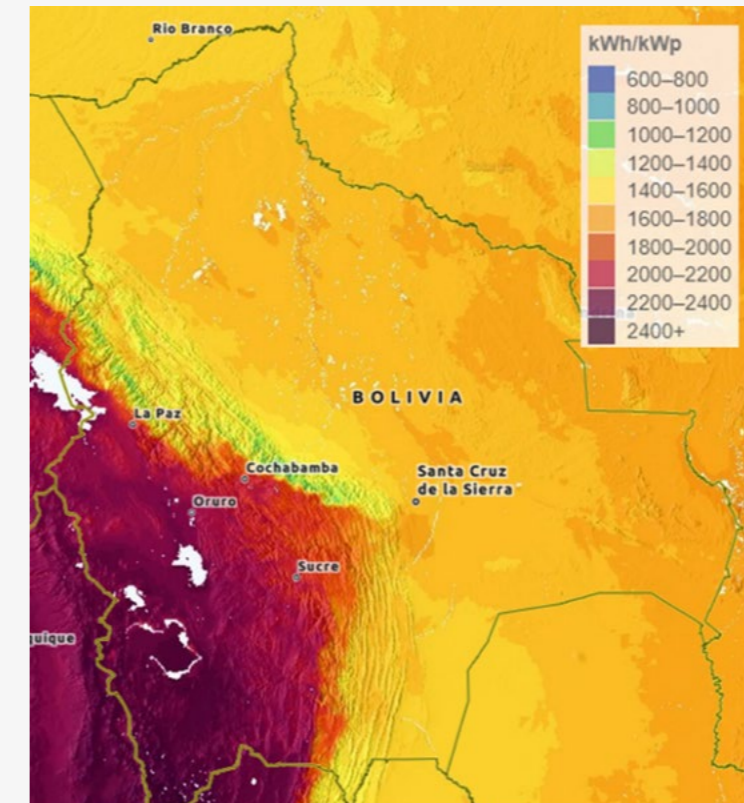 Rio Branco
kWh/kWp
600–800
800–1000
1000–1200
1200–1400
1400–1600
1600–1800
1800–2000
2000–2200
2200–2400
2400+
BOLIVIA
La Paz
Cochabamba
Santa Cruz
de la Sierra
Oruro
Sucre
quique